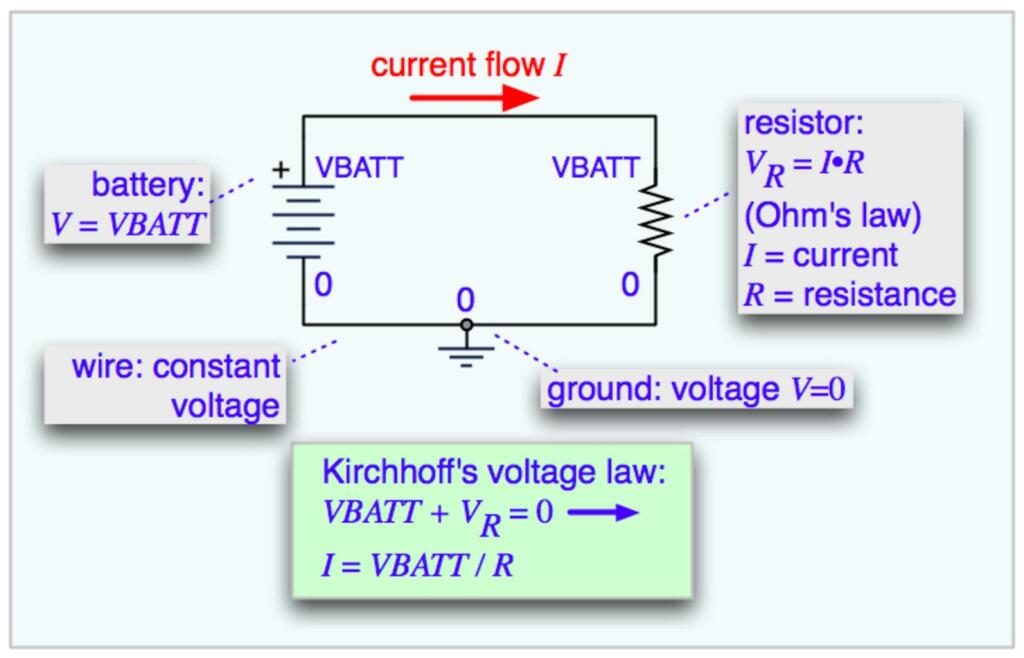 current flow I
battery:
V = VBATT
+
VBATT
VBATT
resistor:
V_R = I•R
(Ohm's law)
I = current
R = resistance
0
0
0
wire: constant
voltage
ground: voltage V=0
Kirchhoff's voltage law:
VBATT + V_R = 0 →
I = VBATT / R